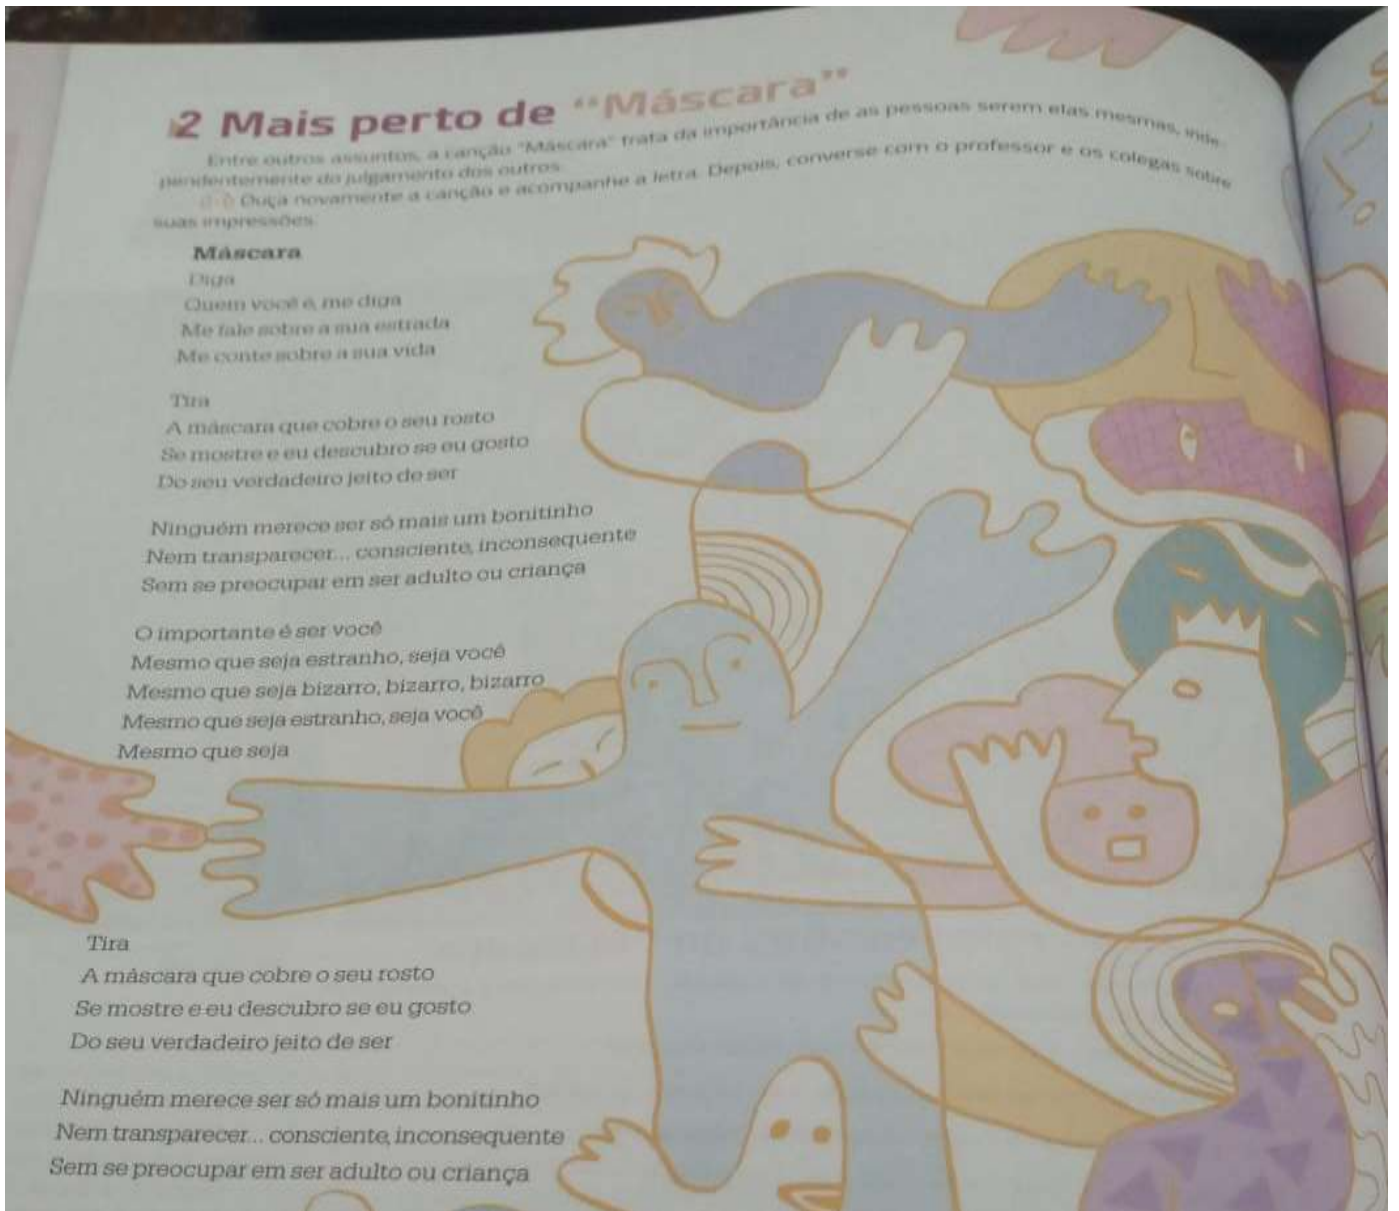 2 Mais perto de “Máscara”
Entre outros assuntos, a canção “Máscara” trata da importância de as pessoas serem elas mesmas, inde-
pendentemente do julgamento dos outros.
Ouça novamente a canção e acompanhe a letra. Depois, converse com o professor e os colegas sobre
suas impressões.
Máscara
Diga
Quem você é, me diga
Me fale sobre a sua estrada
Me conte sobre a sua vida
Tira
A máscara que cobre o seu rosto
Se mostre e eu descubro se eu gosto
Do seu verdadeiro jeito de ser
Ninguém merece ser só mais um bonitinho
Nem transparecer... consciente, inconsequente
Sem se preocupar em ser adulto ou criança
O importante é ser você
Mesmo que seja estranho, seja você
Mesmo que seja bizarro, bizarro, bizarro
Mesmo que seja estranho, seja você
Mesmo que seja
Tira
A máscara que cobre o seu rosto
Se mostre e eu descubro se eu gosto
Do seu verdadeiro jeito de ser
Ninguém merece ser só mais um bonitinho
Nem transparecer... consciente, inconsequente
Sem se preocupar em ser adulto ou criança